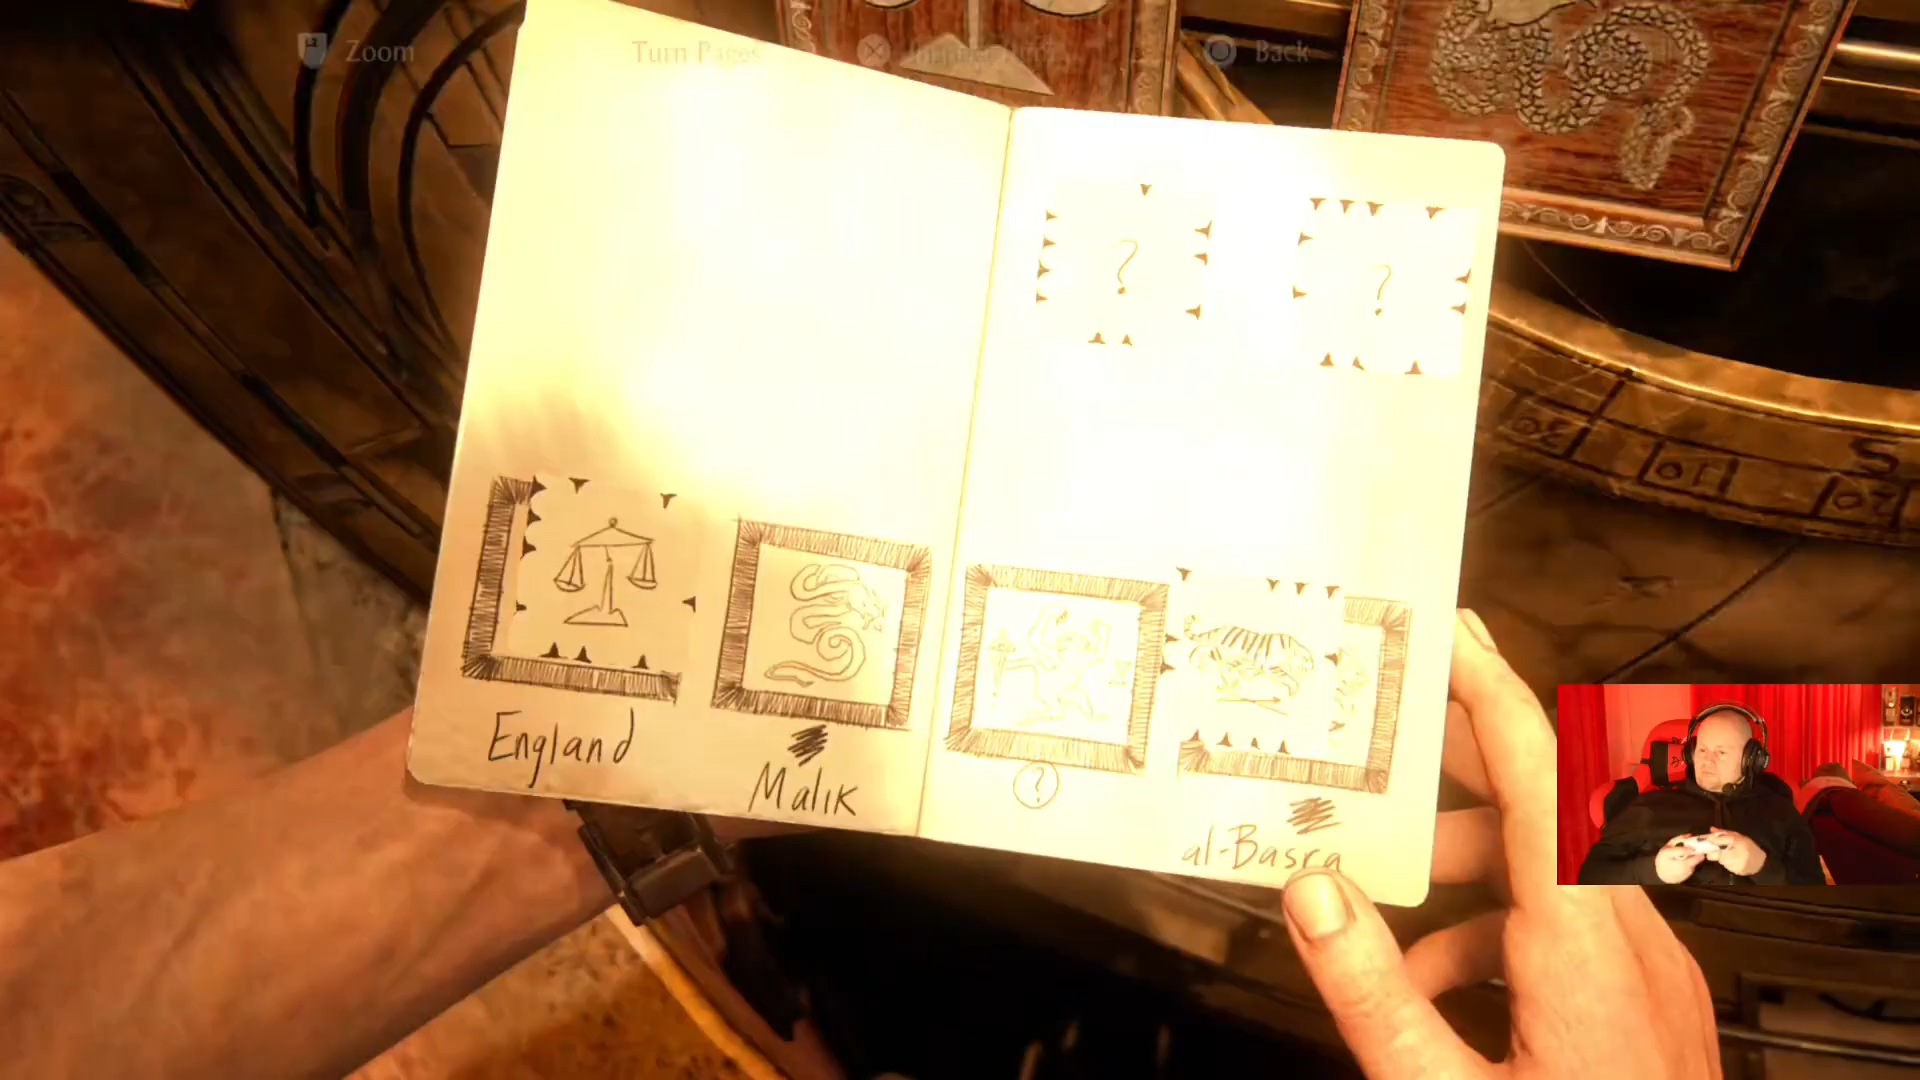 Zoom
Turn Pages
Back
?
?
England
Malik
?
al-Basra
S